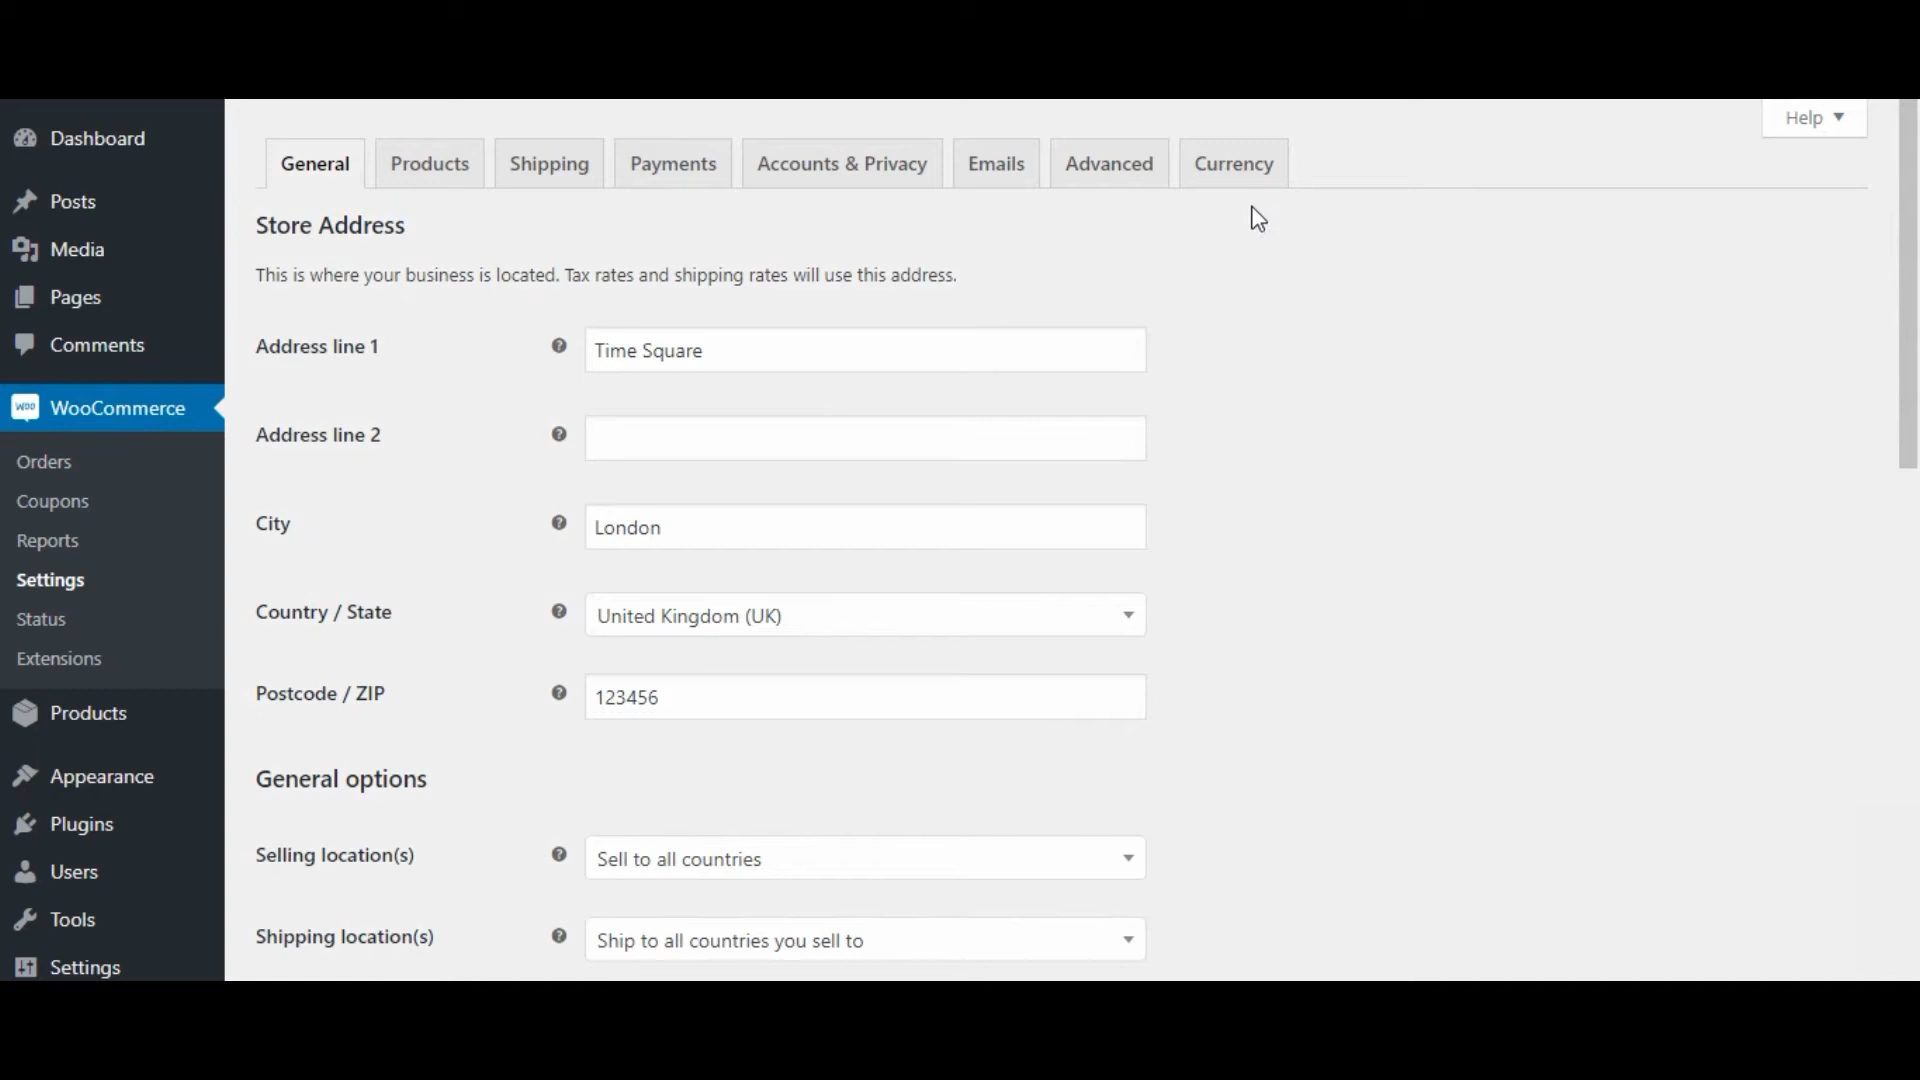 Help
Dashboard
Posts
Media
Pages
Comments
WOO WooCommerce
Orders
Coupons
Reports
Settings
Status
Extensions
Products
Appearance
Plugins
Users
Tools
Settings
General Products Shipping Payments Accounts & Privacy Emails Advanced Currency
Store Address
This is where your business is located. Tax rates and shipping rates will use this address.
Address line 1 ? Time Square
Address line 2 ?
City ? London
Country / State ? United Kingdom (UK)
Postcode / ZIP ? 123456
General options
Selling location(s) ? Sell to all countries
Shipping location(s) ? Ship to all countries you sell to